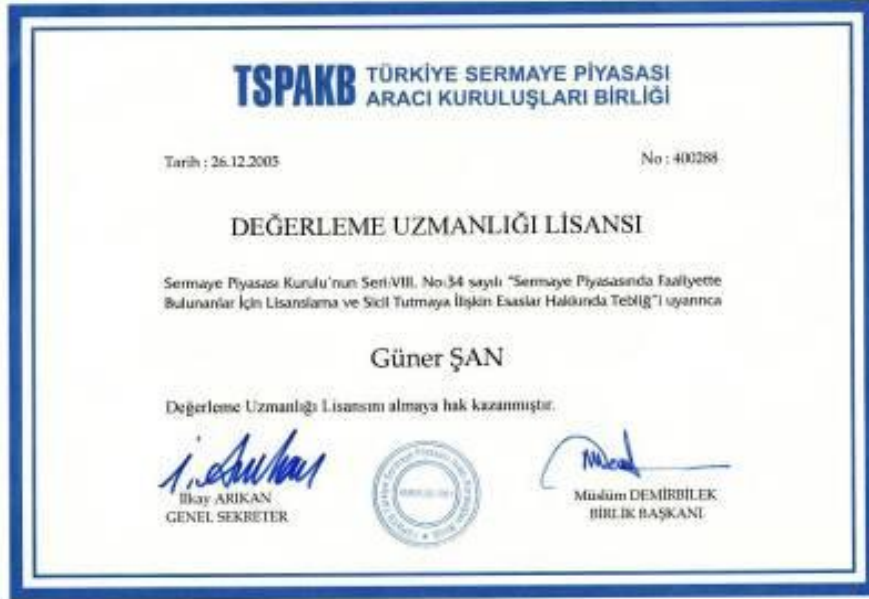 TSPAKB TÜRKİYE SERMAYE PİYASASI
ARACI KURULUŞLARI BİRLİĞİ
Tarih : 26.12.2005
No : 400288
DEĞERLEME UZMANLIĞI LİSANSI
Sermaye Piyasası Kurulu'nun Seri:VIII, No:34 sayılı "Sermaye Piyasasında Faaliyette
Bulunanlar İçin Lisanslama ve Sicil Tutmaya İlişkin Esaslar Hakkında Tebliğ"i uyarınca
Güner ŞAN
Değerleme Uzmanlığı Lisansını almaya hak kazanmıştır.
İlkay ARIKAN
GENEL SEKRETER
Müslüm DEMİRBİLEK
BİRLİK BAŞKANI